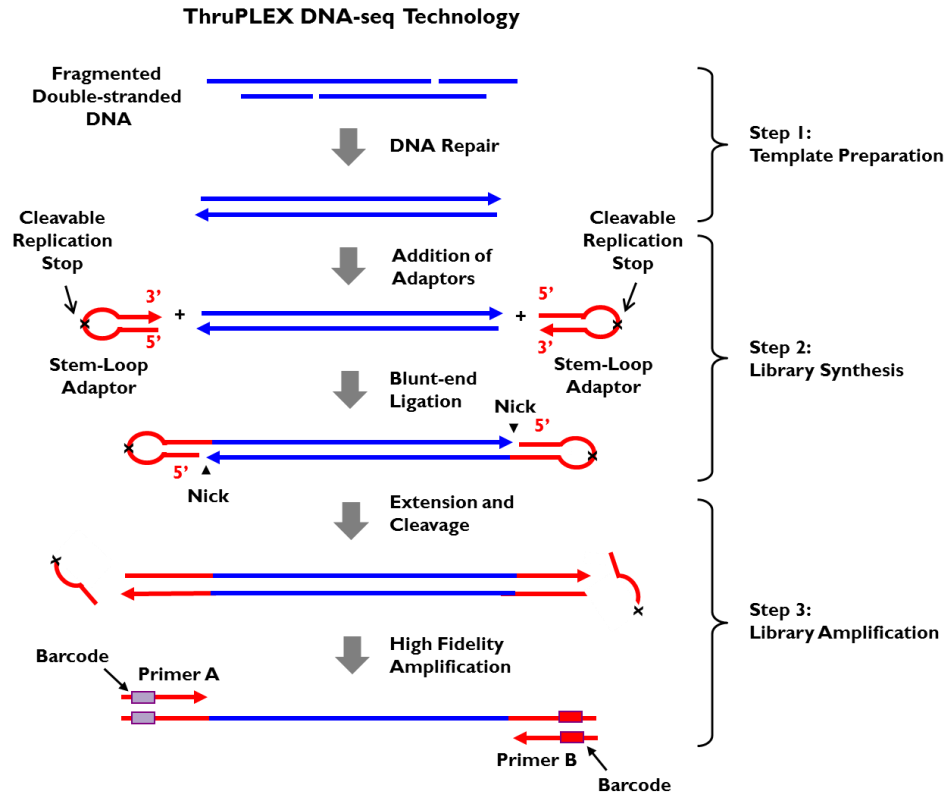 ThruPLEX DNA-seq Technology
Fragmented
Double-stranded
DNA
DNA Repair
Step 1:
Template Preparation
Cleavable
Replication
Stop
Addition of
Adaptors
Cleavable
Replication
Stop
3’
5’
Stem-Loop
Adaptor
+
+
5’
3’
Stem-Loop
Adaptor
Step 2:
Library Synthesis
Blunt-end
Ligation
Nick
5’
5’
Nick
Extension and
Cleavage
Step 3:
Library Amplification
High Fidelity
Amplification
Barcode
Primer A
Primer B
Barcode